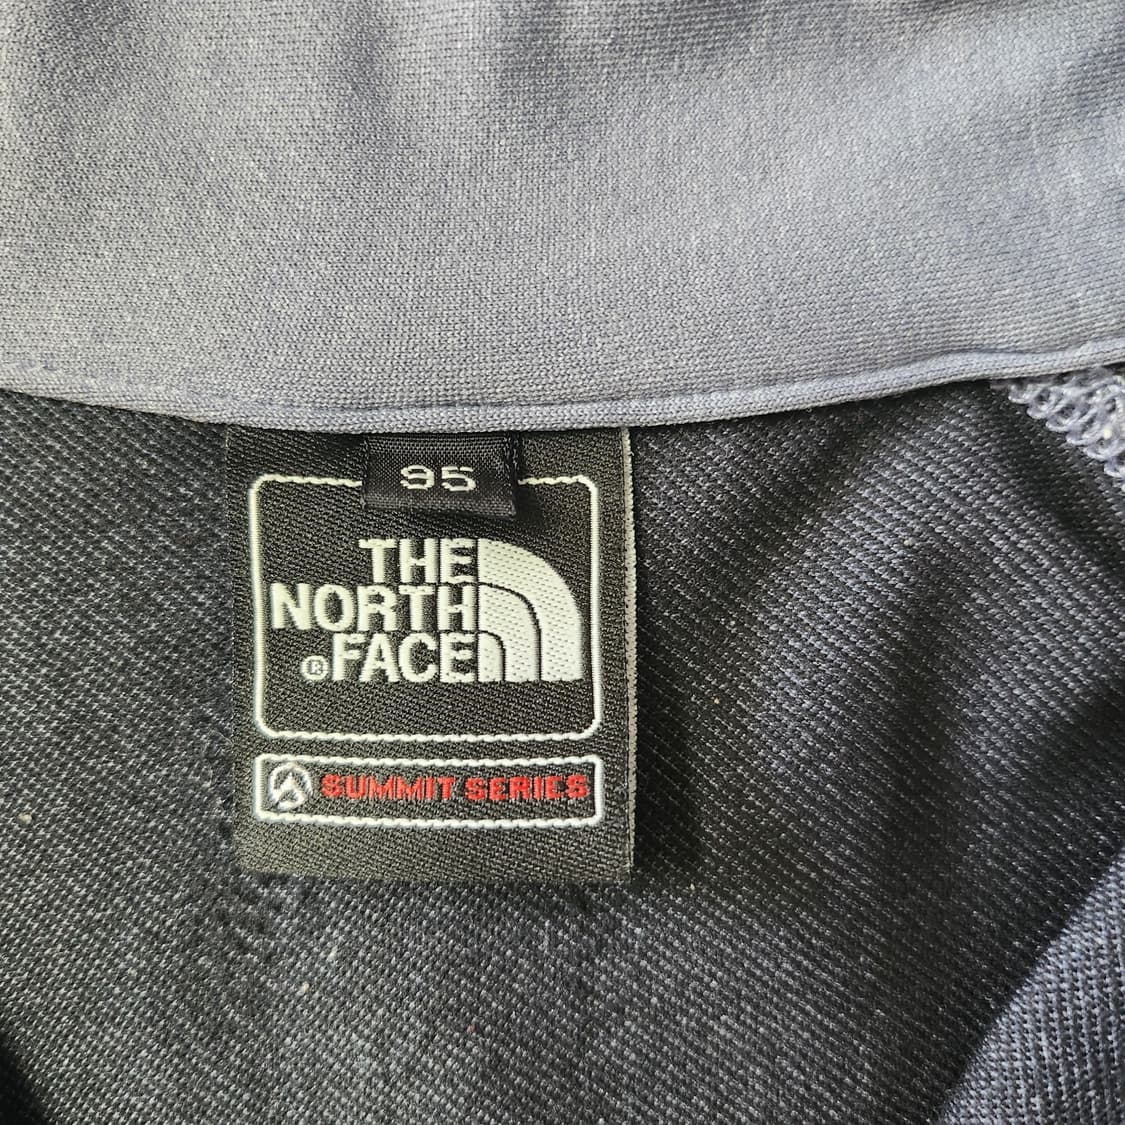 95
THE
NORTH
®FACE
SUMMIT SERIES